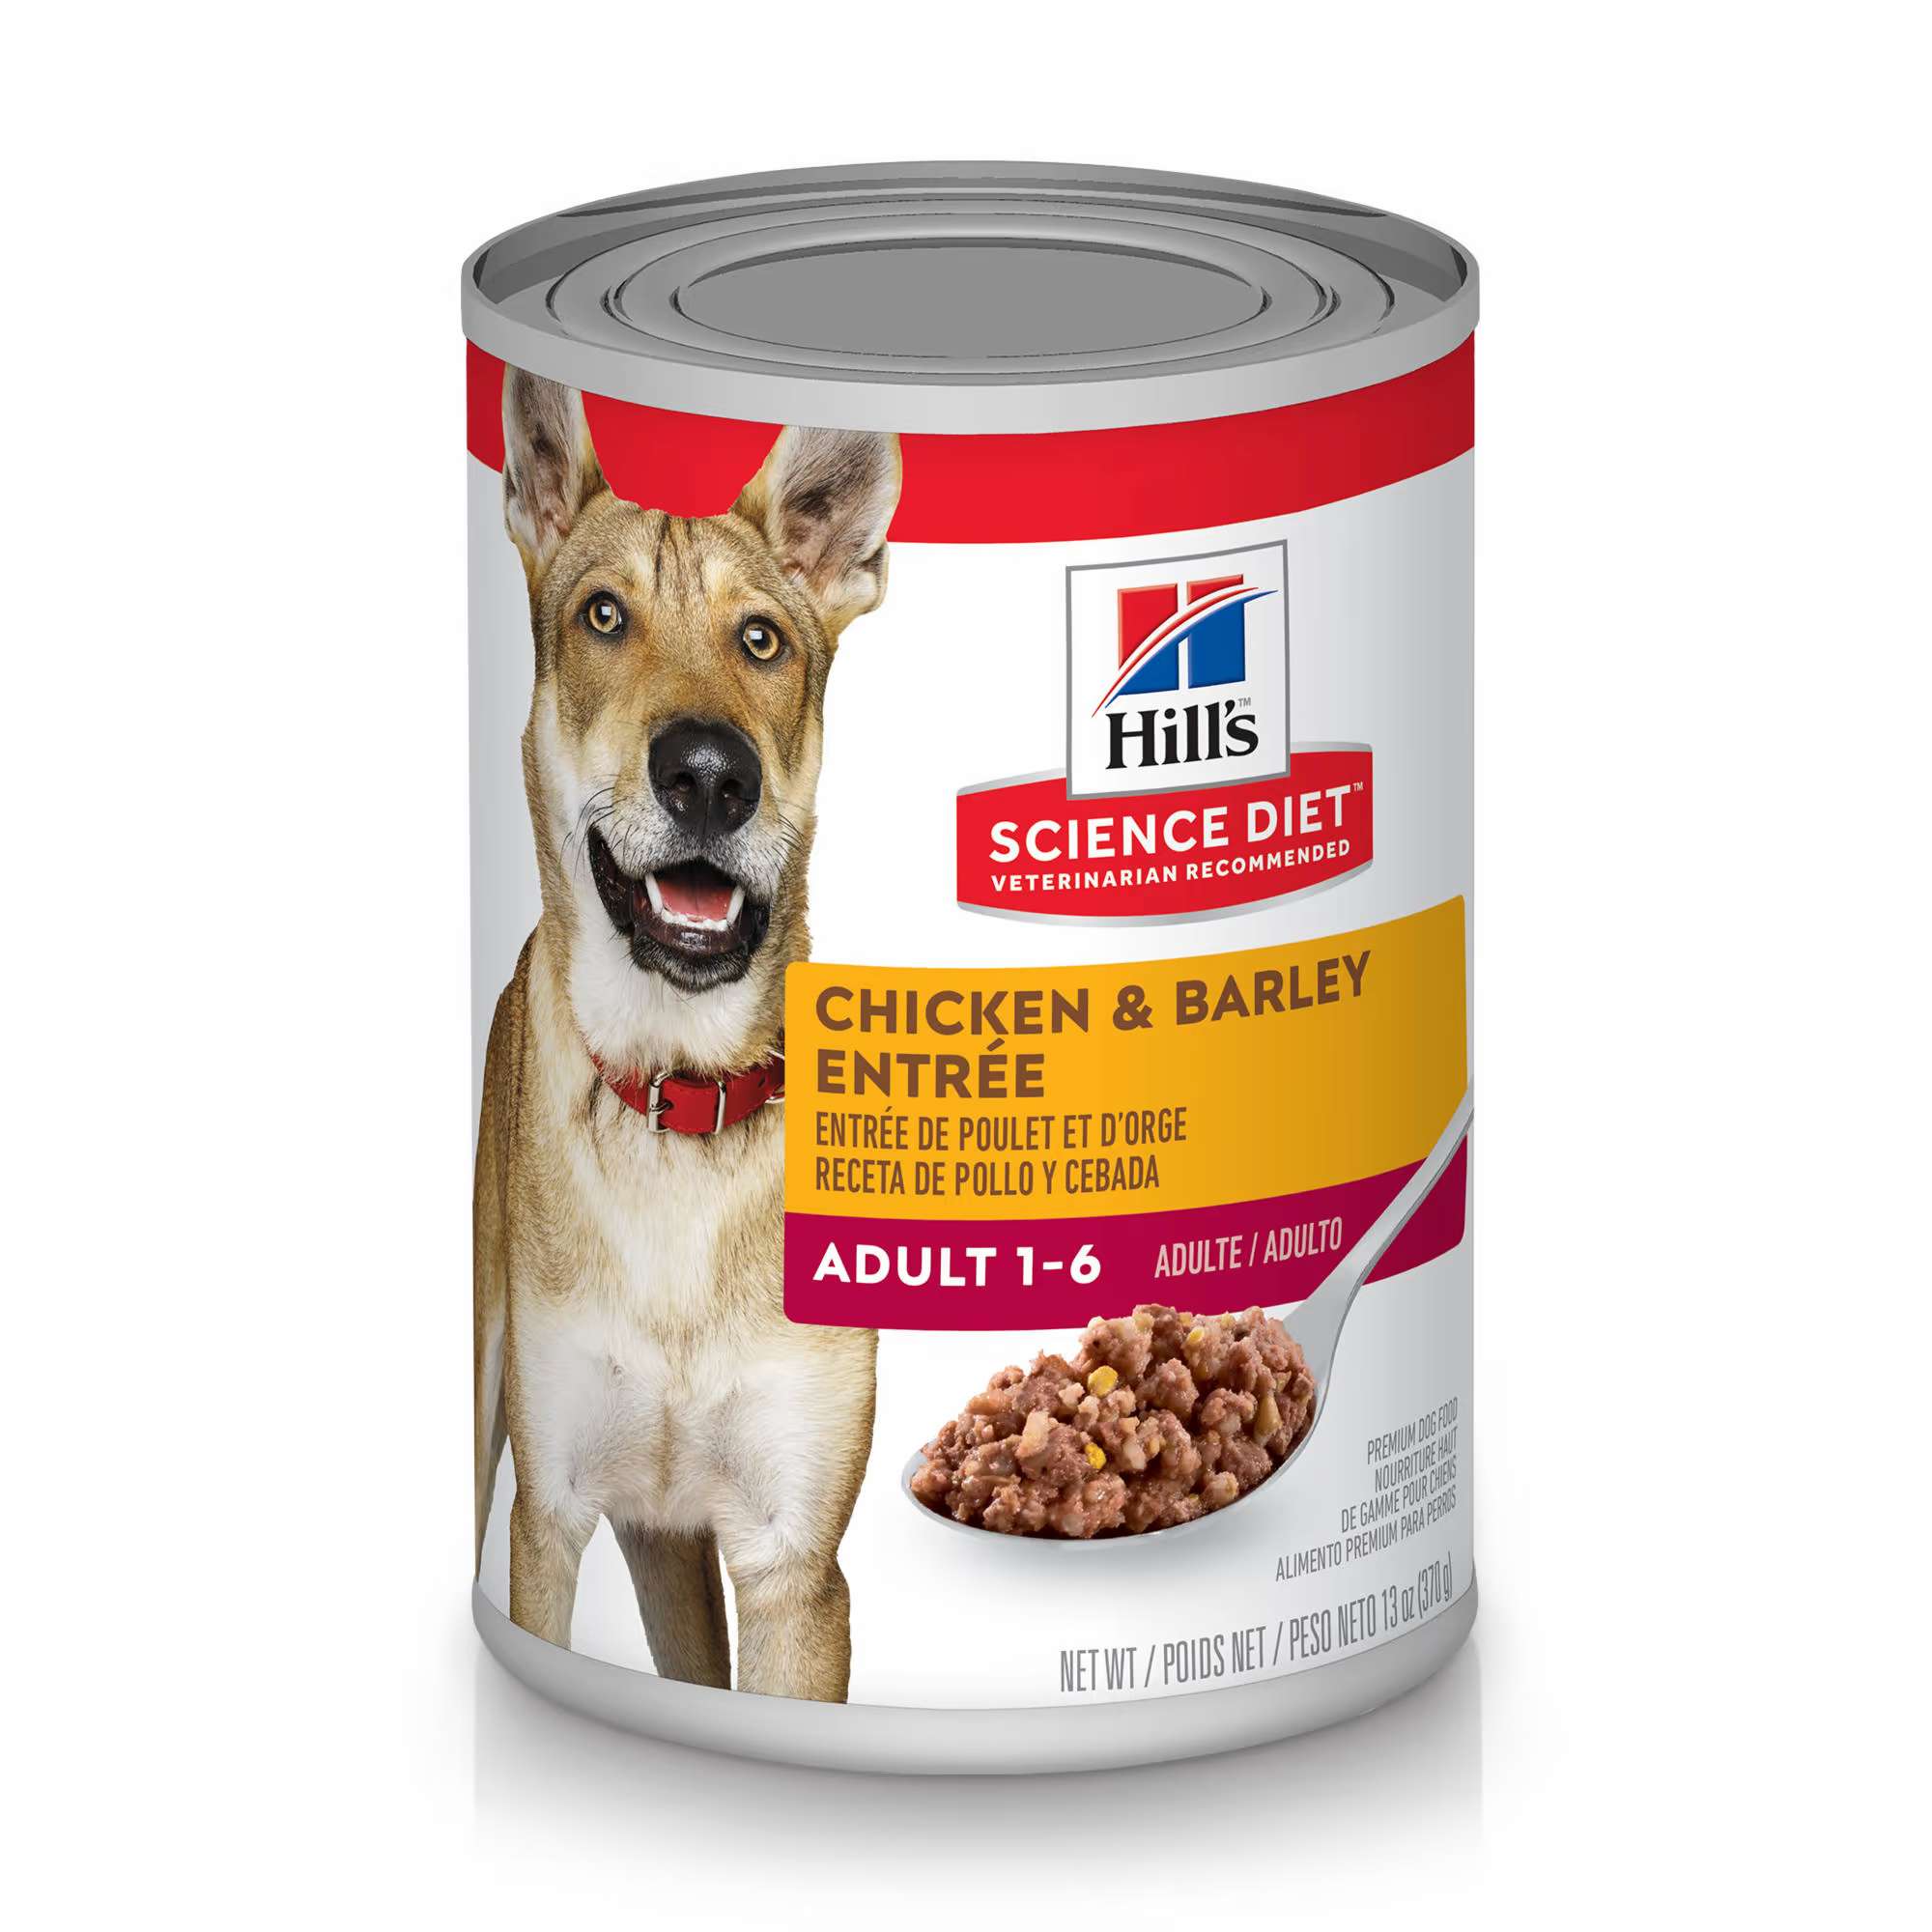 Hill's™
SCIENCE DIET™
VETERINARIAN RECOMMENDED
CHICKEN & BARLEY
ENTRÉE
ENTRÉE DE POULET ET D'ORGE
RECETA DE POLLO Y CEBADA
ADULT 1-6 ADULTE / ADULTO
PREMIUM DOG FOOD
NOURRITURE HAUT
DE GAMME POUR CHIENS
ALIMENTO PREMIUM PARA PERROS
NET WT / POIDS NET / PESO NETO 13 oz (370 g)